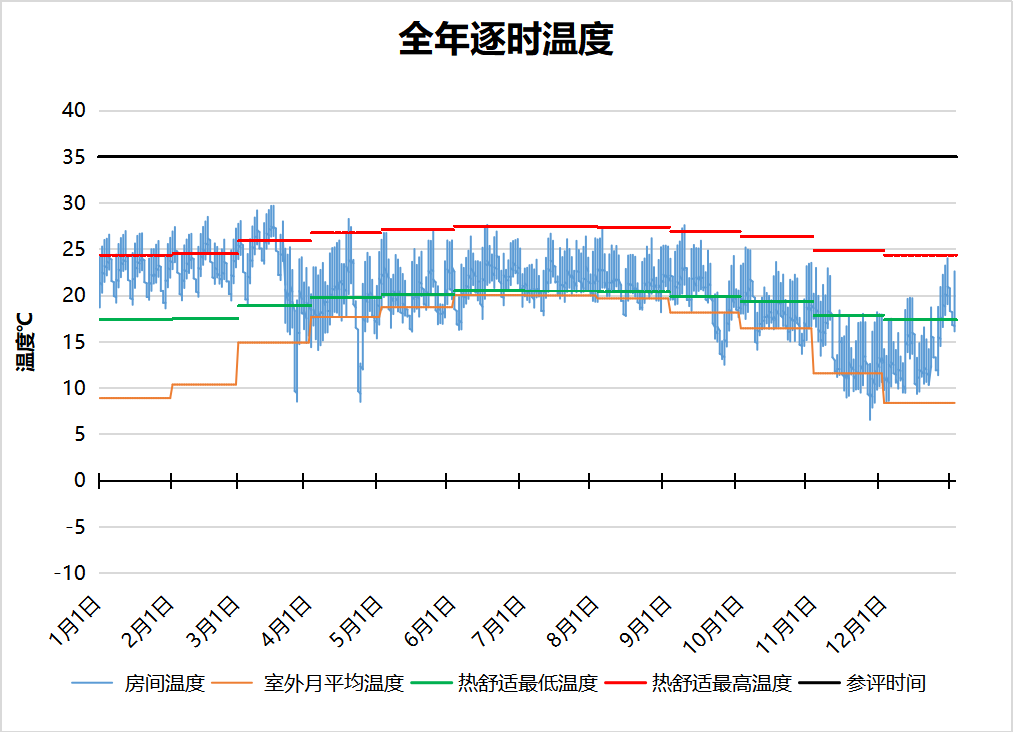 全年逐时温度
40
35
30
25
20
15
10
5
0
-5
-10
温度℃
1月1日
2月1日
3月1日
4月1日
5月1日
6月1日
7月1日
8月1日
9月1日
10月1日
11月1日
12月1日
房间温度 室外月平均温度 热舒适最低温度 热舒适最高温度 参评时间